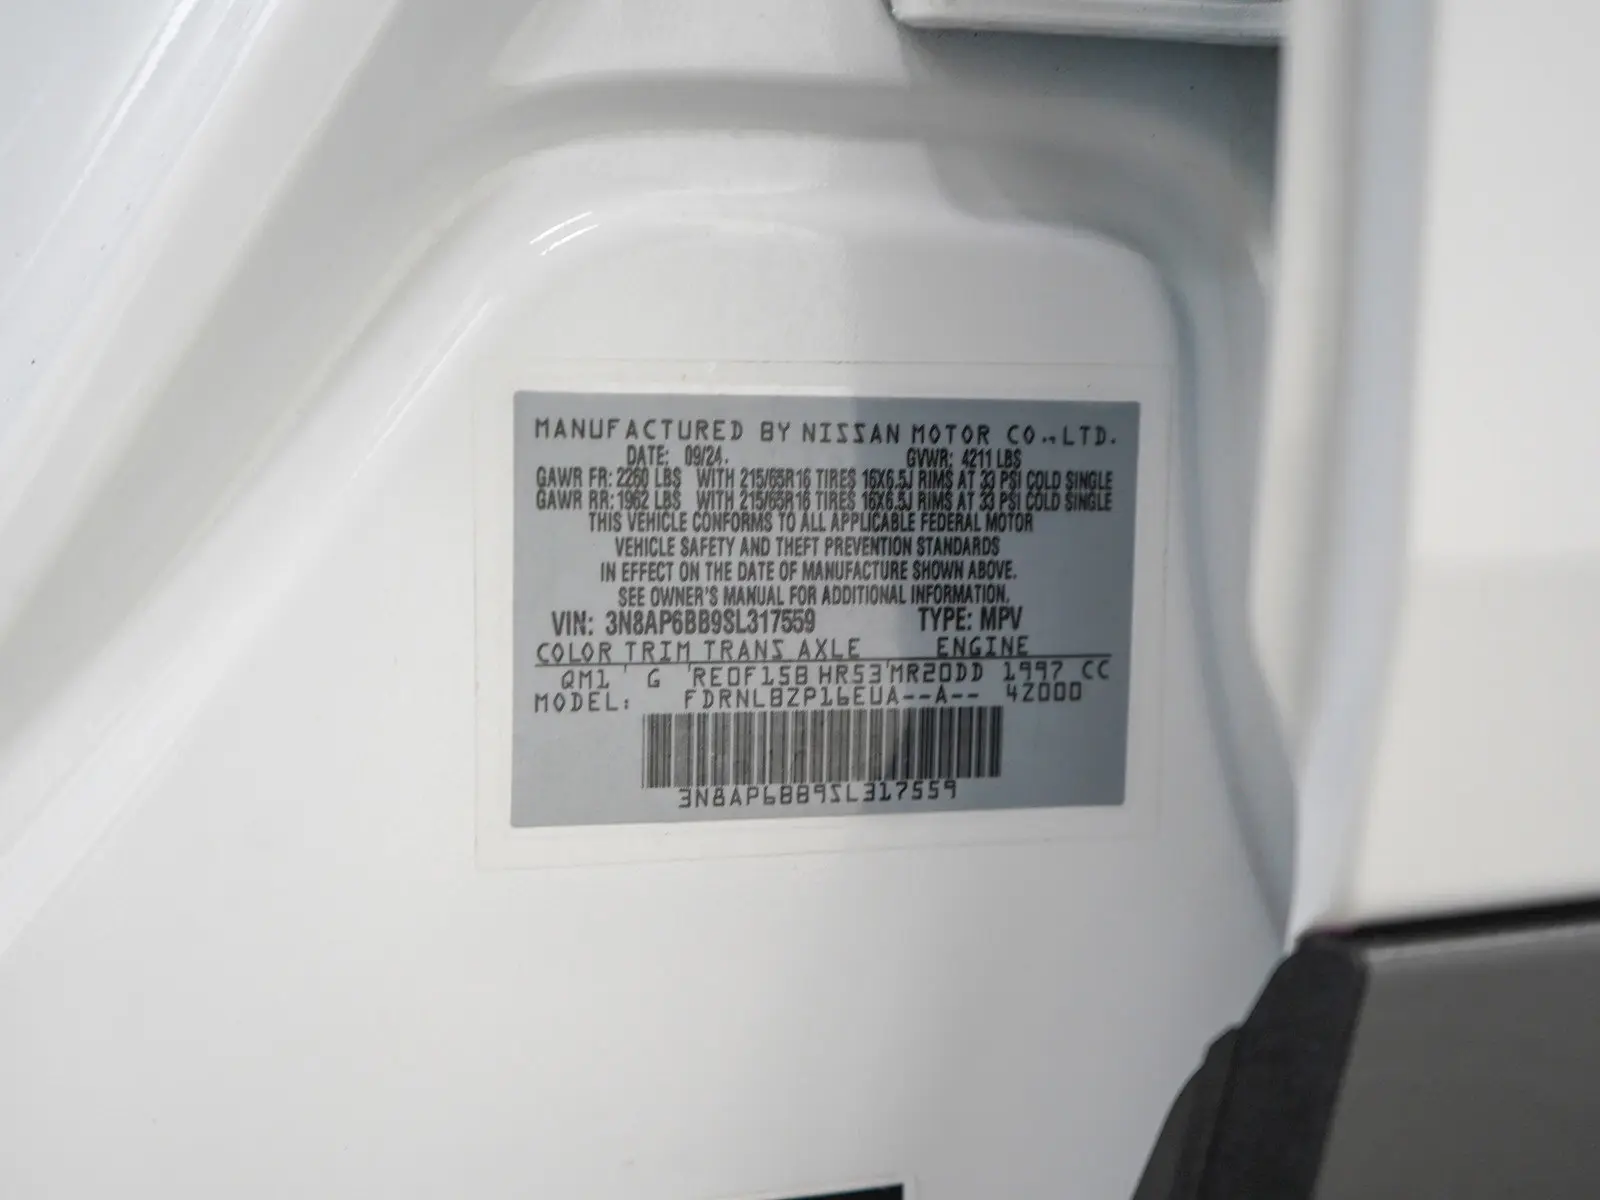 MANUFACTURED BY NISSAN MOTOR CO.,LTD.
DATE: 09/24. GVWR: 4211 LBS
GAWR FR: 2260 LBS WITH 215/65R16 TIRES 16X6.5J RIMS AT 33 PSI COLD SINGLE
GAWR RR: 1962 LBS WITH 215/65R16 TIRES 16X6.5J RIMS AT 33 PSI COLD SINGLE
THIS VEHICLE CONFORMS TO ALL APPLICABLE FEDERAL MOTOR
VEHICLE SAFETY AND THEFT PREVENTION STANDARDS
IN EFFECT ON THE DATE OF MANUFACTURE SHOWN ABOVE.
SEE OWNER'S MANUAL FOR ADDITIONAL INFORMATION.
VIN: 3N8AP6BB9SL317559 TYPE: MPV
COLOR TRIM TRANS AXLE ENGINE
QM1 G RE0F15B HR53 MR20DD 1997 CC
MODEL: FDRNLBZP16EUA--A-- 4Z000
3N8AP6BB9SL317559